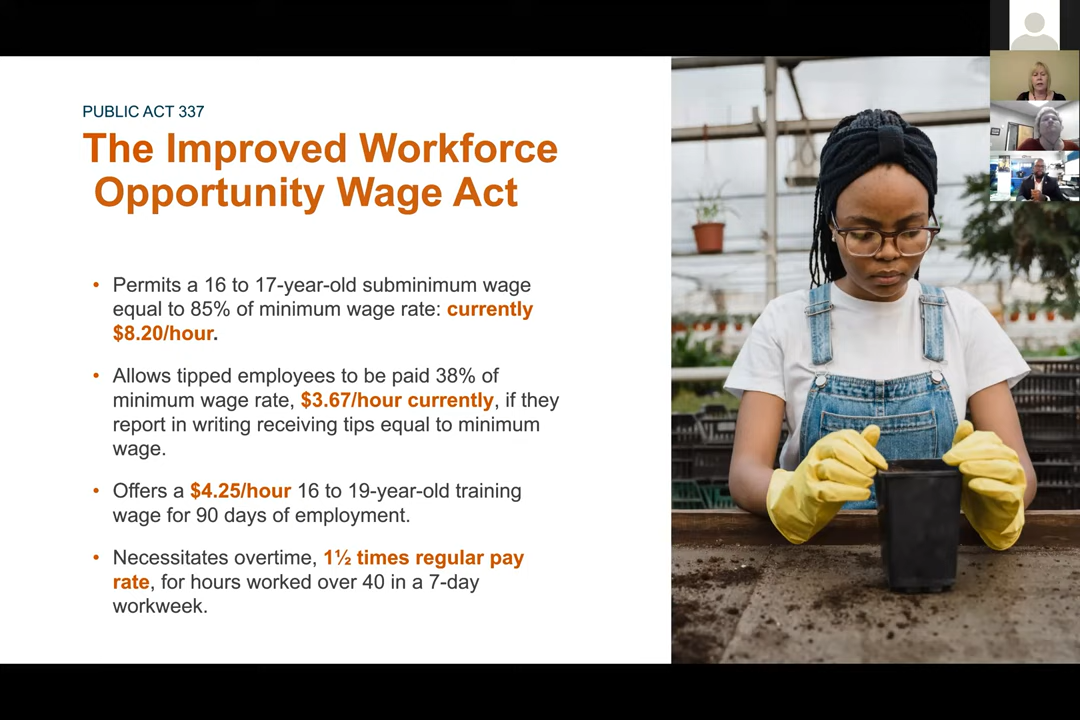 PUBLIC ACT 337
The Improved Workforce
Opportunity Wage Act
• Permits a 16 to 17-year-old subminimum wage
equal to 85% of minimum wage rate: currently
$8.20/hour.
• Allows tipped employees to be paid 38% of
minimum wage rate, $3.67/hour currently, if they
report in writing receiving tips equal to minimum
wage.
• Offers a $4.25/hour 16 to 19-year-old training
wage for 90 days of employment.
• Necessitates overtime, 1½ times regular pay
rate, for hours worked over 40 in a 7-day
workweek.